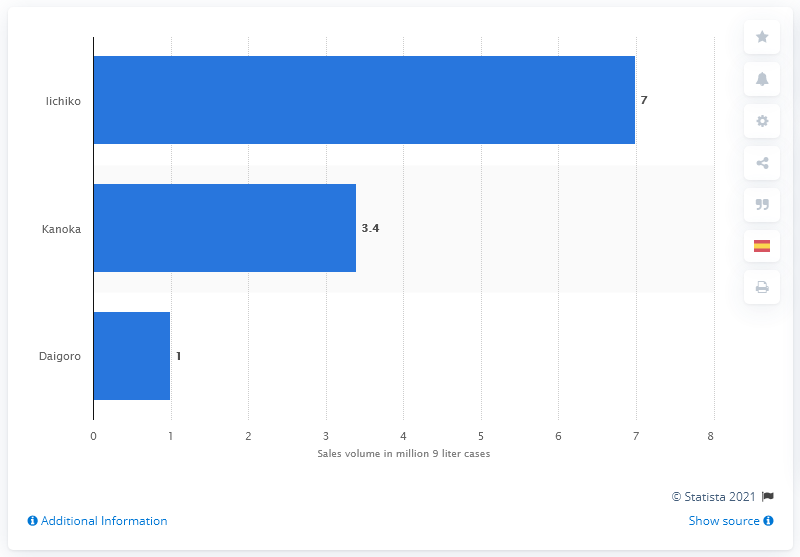 Iichiko
7
Kanoka
3.4
Daigoro
1
0 1 2 3 4 5 6 7 8
Sales volume in million 9 liter cases
© Statista 2021
Additional Information
Show source